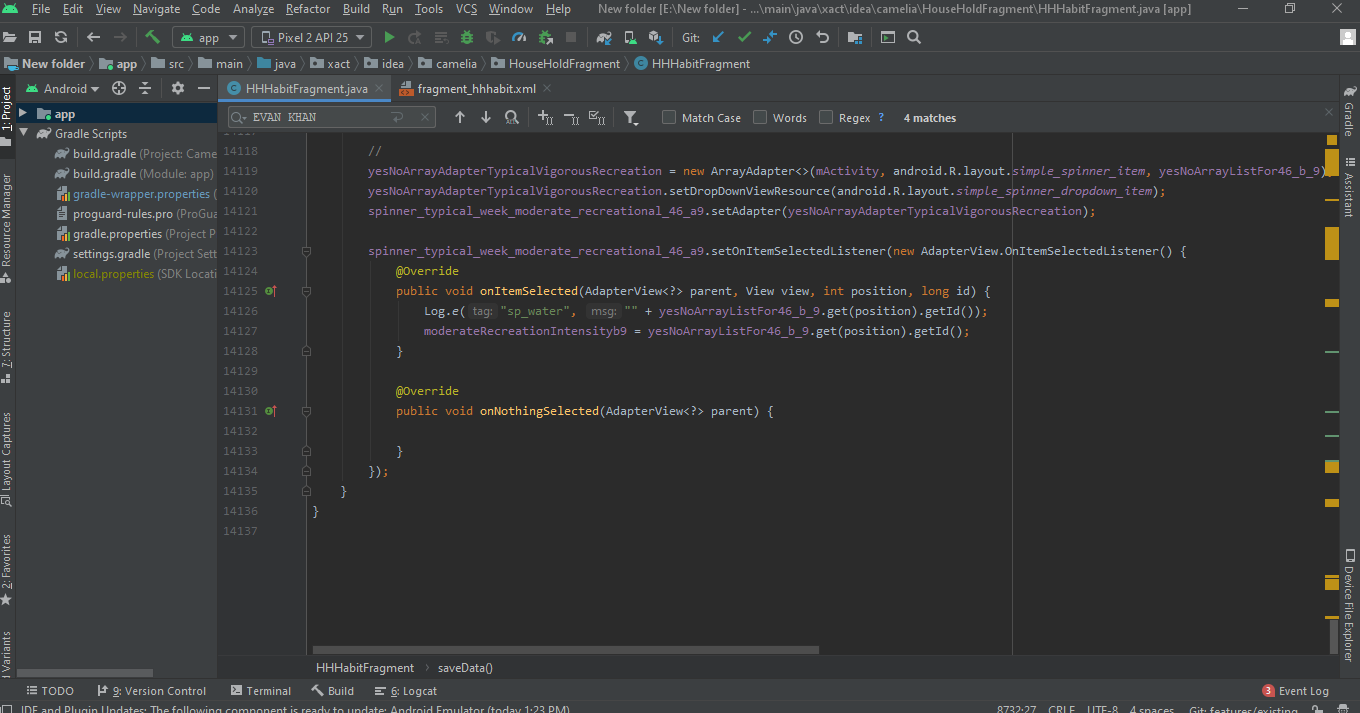 File Edit View Navigate Code Analyze Refactor Build Run Tools VCS Window Help New folder [E:\New folder] - ...\main\java\xact\idea\camelia\HouseHoldFragment\HHHabitFragment.java [app]
app Pixel 2 API 25 Git:
New folder app src main java xact idea camelia HouseHoldFragment HHHabitFragment
Android HHHabitFragment.java fragment_hhhabit.xml
EVAN KHAN Match Case Words Regex ? 4 matches
app
Gradle Scripts
build.gradle (Project: Came
build.gradle (Module: app)
gradle-wrapper.properties (
proguard-rules.pro (ProGua
gradle.properties (Project P
settings.gradle (Project Sett
local.properties (SDK Locati
1: Project
Resource Manager
7: Structure
Layout Captures
2: Favorites
Variants
14118 //
14119 yesNoArrayAdapterTypicalVigorousRecreation = new ArrayAdapter<>(mActivity, android.R.layout.simple_spinner_item, yesNoArrayListFor46_b_9)
14120 yesNoArrayAdapterTypicalVigorousRecreation.setDropDownViewResource(android.R.layout.simple_spinner_dropdown_item);
14121 spinner_typical_week_moderate_recreational_46_a9.setAdapter(yesNoArrayAdapterTypicalVigorousRecreation);
14122
14123 spinner_typical_week_moderate_recreational_46_a9.setOnItemSelectedListener(new AdapterView.OnItemSelectedListener() {
14124 @Override
14125 public void onItemSelected(AdapterView<?> parent, View view, int position, long id) {
14126 Log.e( tag: "sp_water", msg: "" + yesNoArrayListFor46_b_9.get(position).getId());
14127 moderateRecreationIntensityb9 = yesNoArrayListFor46_b_9.get(position).getId();
14128 }
14129
14130 @Override
14131 public void onNothingSelected(AdapterView<?> parent) {
14132
14133 }
14134 });
14135 }
14136 }
14137
Gradle
Assistant
Device File Explorer
HHHabitFragment saveData()
TODO 9: Version Control Terminal Build 6: Logcat 3 Event Log
IDE and Plugin Updates: The following component is ready to update: Android Emulator (today 1:23 PM) 8732:27 CRLF UTF-8 4 spaces Git: features/existing